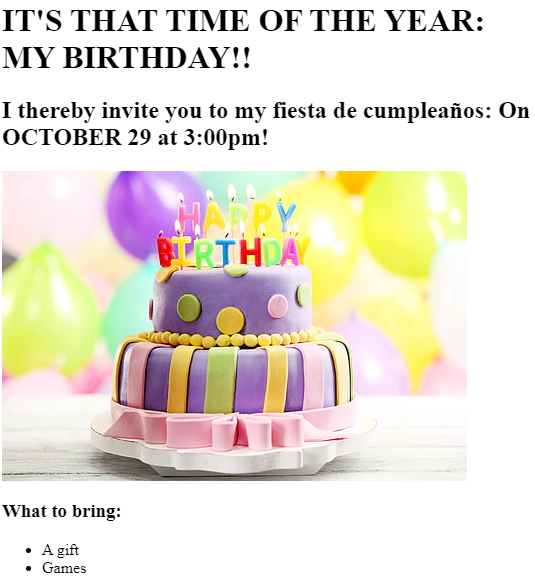 IT'S THAT TIME OF THE YEAR:
MY BIRTHDAY!!
I thereby invite you to my fiesta de cumpleaños: On
OCTOBER 29 at 3:00pm!
HAPPY
BIRTHDAY
What to bring:
• A gift
• Games